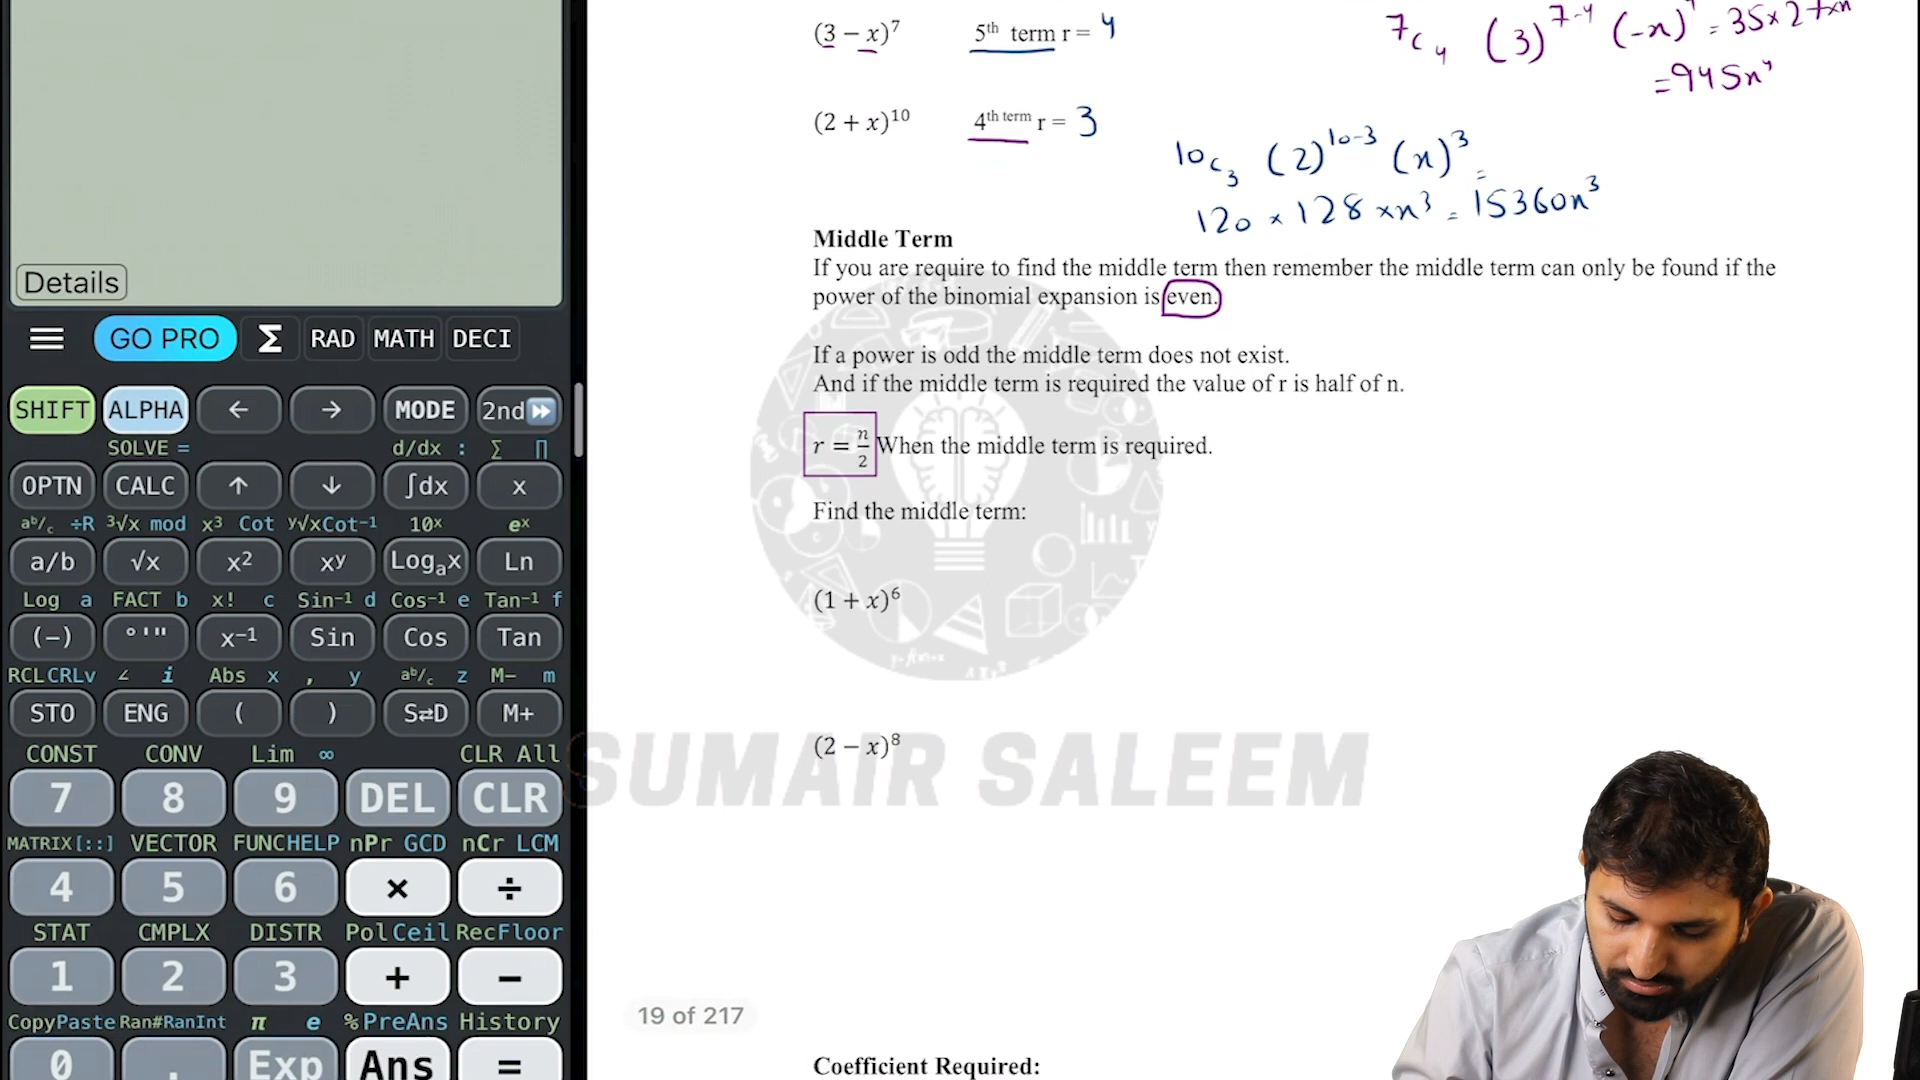 (3 − x)⁷ 5th term r = 4
7C4 (3)^7-4 (-x)⁴ = 35×27×x⁴
=945x⁴
(2 + x)¹⁰ 4th term r = 3
10C3 (2)^10-3 (x)³ =
120 × 128 × x³ = 15360x³
Middle Term
If you are require to find the middle term then remember the middle term can only be found if the
power of the binomial expansion is even.
If a power is odd the middle term does not exist.
And if the middle term is required the value of r is half of n.
r = n/2 When the middle term is required.
Find the middle term:
(1 + x)⁶
(2 − x)⁸
SUMAIR SALEEM
19 of 217
Coefficient Required:
Details
GO PRO Σ RAD MATH DECI
SHIFT ALPHA ← → MODE 2nd
SOLVE = d/dx : ∑ ∏
OPTN CALC ↑ ↓ ∫dx x
aᵇ/c ÷R ³√x mod x³ Cot ʸ√x Cot⁻¹ 10ˣ eˣ
a/b √x x² xʸ Logₐx Ln
Log a FACT b x! c Sin⁻¹ d Cos⁻¹ e Tan⁻¹ f
(−) °'" x⁻¹ Sin Cos Tan
RCL CRLv ∠ i Abs x , y aᵇ/c z M− m
STO ENG ( ) S⇄D M+
CONST CONV Lim ∞ CLR All
7 8 9 DEL CLR
MATRIX[::] VECTOR FUNC HELP nPr GCD nCr LCM
4 5 6 × ÷
STAT CMPLX DISTR Pol Ceil Rec Floor
1 2 3 + −
Copy Paste Ran# RanInt π e % PreAns History
0 . Exp Ans =